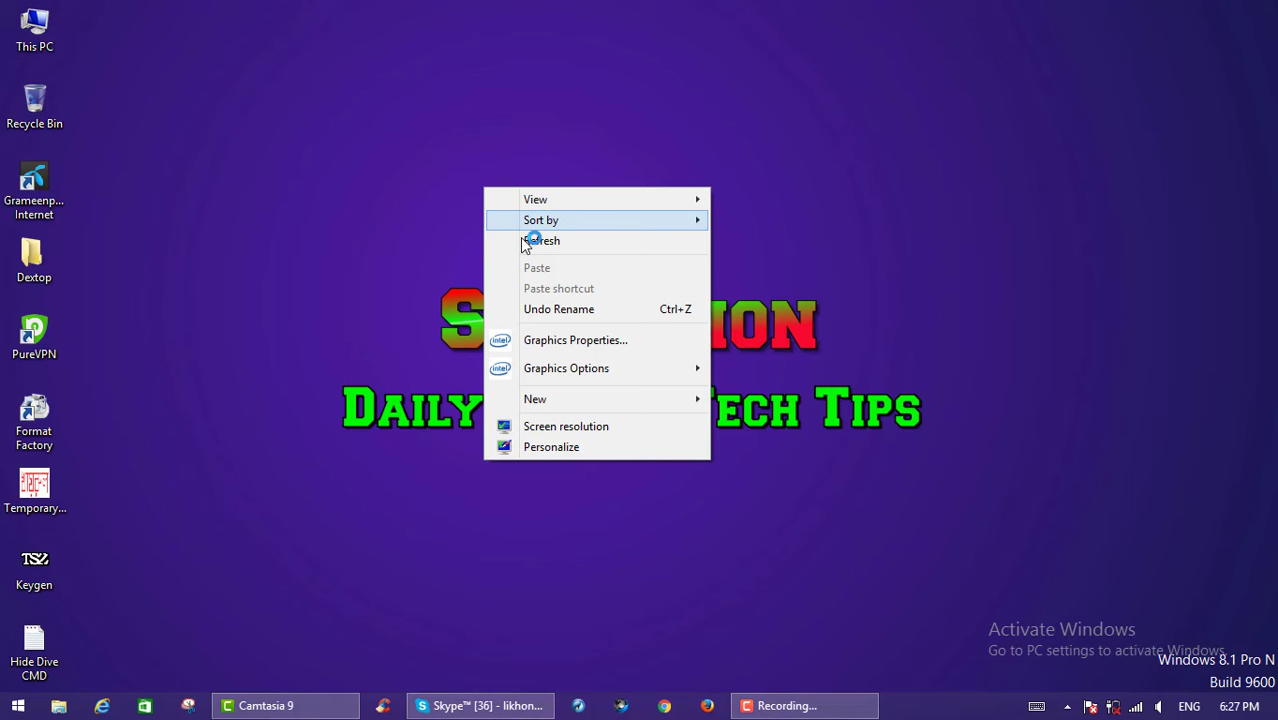 This PC
Recycle Bin
Grameenp...
Internet
Dextop
PureVPN
Format
Factory
Temporary...
TSZ
Keygen
Hide Dive
CMD
View
Sort by
Refresh
Paste
Paste shortcut
Undo Rename Ctrl+Z
intel Graphics Properties...
intel Graphics Options
New
Screen resolution
Personalize
Daily Tech Tips
Activate Windows
Go to PC settings to activate Windows.
Windows 8.1 Pro N
Build 9600
Camtasia 9
Skype™ [36] - likhon...
Recording...
ENG
6:27 PM